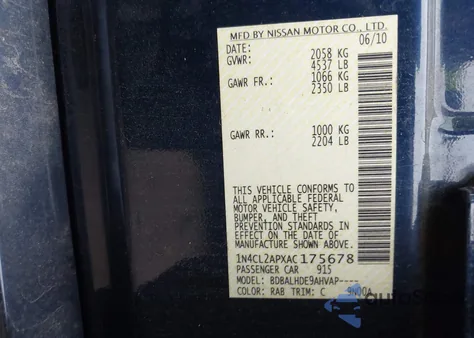 MFD BY NISSAN MOTOR CO., LTD.
DATE: 06/10
GVWR: 2058 KG
4537 LB
GAWR FR.: 1066 KG
2350 LB
GAWR RR.: 1000 KG
2204 LB
THIS VEHICLE CONFORMS TO
ALL APPLICABLE FEDERAL
MOTOR VEHICLE SAFETY,
BUMPER, AND THEFT
PREVENTION STANDARDS IN
EFFECT ON THE DATE OF
MANUFACTURE SHOWN ABOVE.
1N4CL2APXAC175678
PASSENGER CAR 915
MODEL: BDBALHDE9AHVAP----
COLOR: RAB TRIM: C